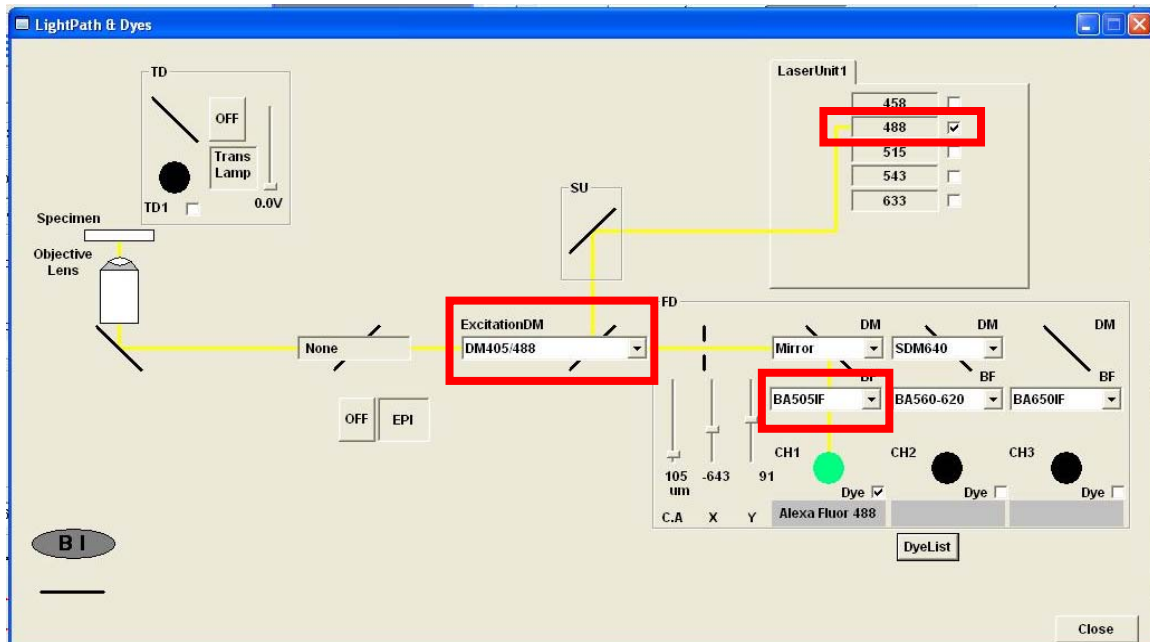 LightPath & Dyes
TD
OFF
Trans
Lamp
TD1
0.0V
LaserUnit1
458
488
515
543
633
SU
Specimen
Objective
Lens
FD
ExcitationDM
None
DM405/488
DM
Mirror
DM
SDM640
DM
BF
BA505IF
BF
BA560-620
BF
BA650IF
OFF
EPI
105
um
-643
91
C.A
X
Y
CH1
CH2
CH3
Dye
Dye
Dye
Alexa Fluor 488
DyeList
B I
Close